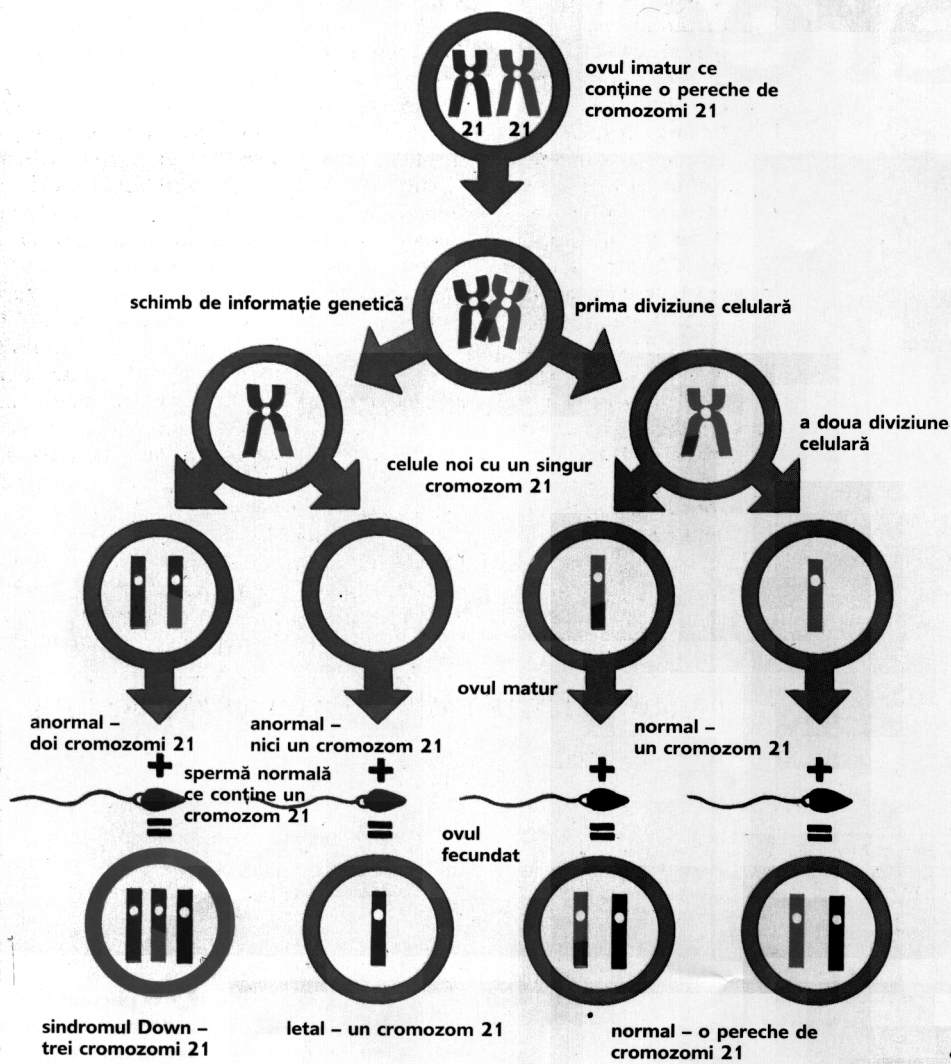 ovul imatur ce
conține o pereche de
cromozomi 21
21 21
schimb de informație genetică
prima diviziune celulară
a doua diviziune
celulară
celule noi cu un singur
cromozom 21
ovul matur
anormal –
doi cromozomi 21
anormal –
nici un cromozom 21
normal –
un cromozom 21
spermă normală
ce conține un
cromozom 21
ovul
fecundat
sindromul Down –
trei cromozomi 21
letal – un cromozom 21
normal – o pereche de
cromozomi 21